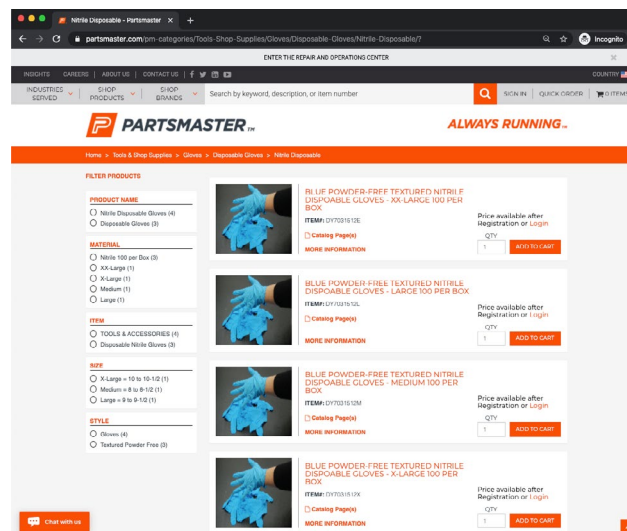 Nitrile Disposable - Partsmaster
partsmaster.com/pm-categories/Tools-Shop-Supplies/Gloves/Disposable-Gloves/Nitrile-Disposable/?
Incognito
ENTER THE REPAIR AND OPERATIONS CENTER
INSIGHTS CAREERS | ABOUT US | CONTACT US |
COUNTRY
INDUSTRIES SERVED
SHOP PRODUCTS
SHOP BRANDS
Search by keyword, description, or item number
SIGN IN QUICK ORDER 0 ITEMS
PARTSMASTER TM
ALWAYS RUNNING
Home > Tools & Shop Supplies > Gloves > Disposable Gloves > Nitrile Disposable
FILTER PRODUCTS
PRODUCT NAME
Nitrile Disposable Gloves (4)
Disposable Gloves (3)
MATERIAL
Nitrile 100 per Box (3)
XX-Large (1)
X-Large (1)
Medium (1)
Large (1)
ITEM
TOOLS & ACCESSORIES (4)
Disposable Nitrile Gloves (3)
SIZE
X-Large = 10 to 10-1/2 (1)
Medium = 8 to 8-1/2 (1)
Large = 9 to 9-1/2 (1)
STYLE
Gloves (4)
Textured Powder Free (3)
BLUE POWDER-FREE TEXTURED NITRILE
DISPOABLE GLOVES - XX-LARGE 100 PER
BOX
ITEM#: DY7031512E
Catalog Page(s)
MORE INFORMATION
Price available after
Registration or Login
QTY
1 ADD TO CART
BLUE POWDER-FREE TEXTURED NITRILE
DISPOABLE GLOVES - LARGE 100 PER BOX
ITEM#: DY7031512L
Catalog Page(s)
MORE INFORMATION
Price available after
Registration or Login
QTY
1 ADD TO CART
BLUE POWDER-FREE TEXTURED NITRILE
DISPOABLE GLOVES - MEDIUM 100 PER
BOX
ITEM#: DY7031512M
Catalog Page(s)
MORE INFORMATION
Price available after
Registration or Login
QTY
1 ADD TO CART
BLUE POWDER-FREE TEXTURED NITRILE
DISPOABLE GLOVES - X-LARGE 100 PER
BOX
ITEM#: DY7031512X
Catalog Page(s)
MORE INFORMATION
Price available after
Registration or Login
QTY
1 ADD TO CART
Chat with us